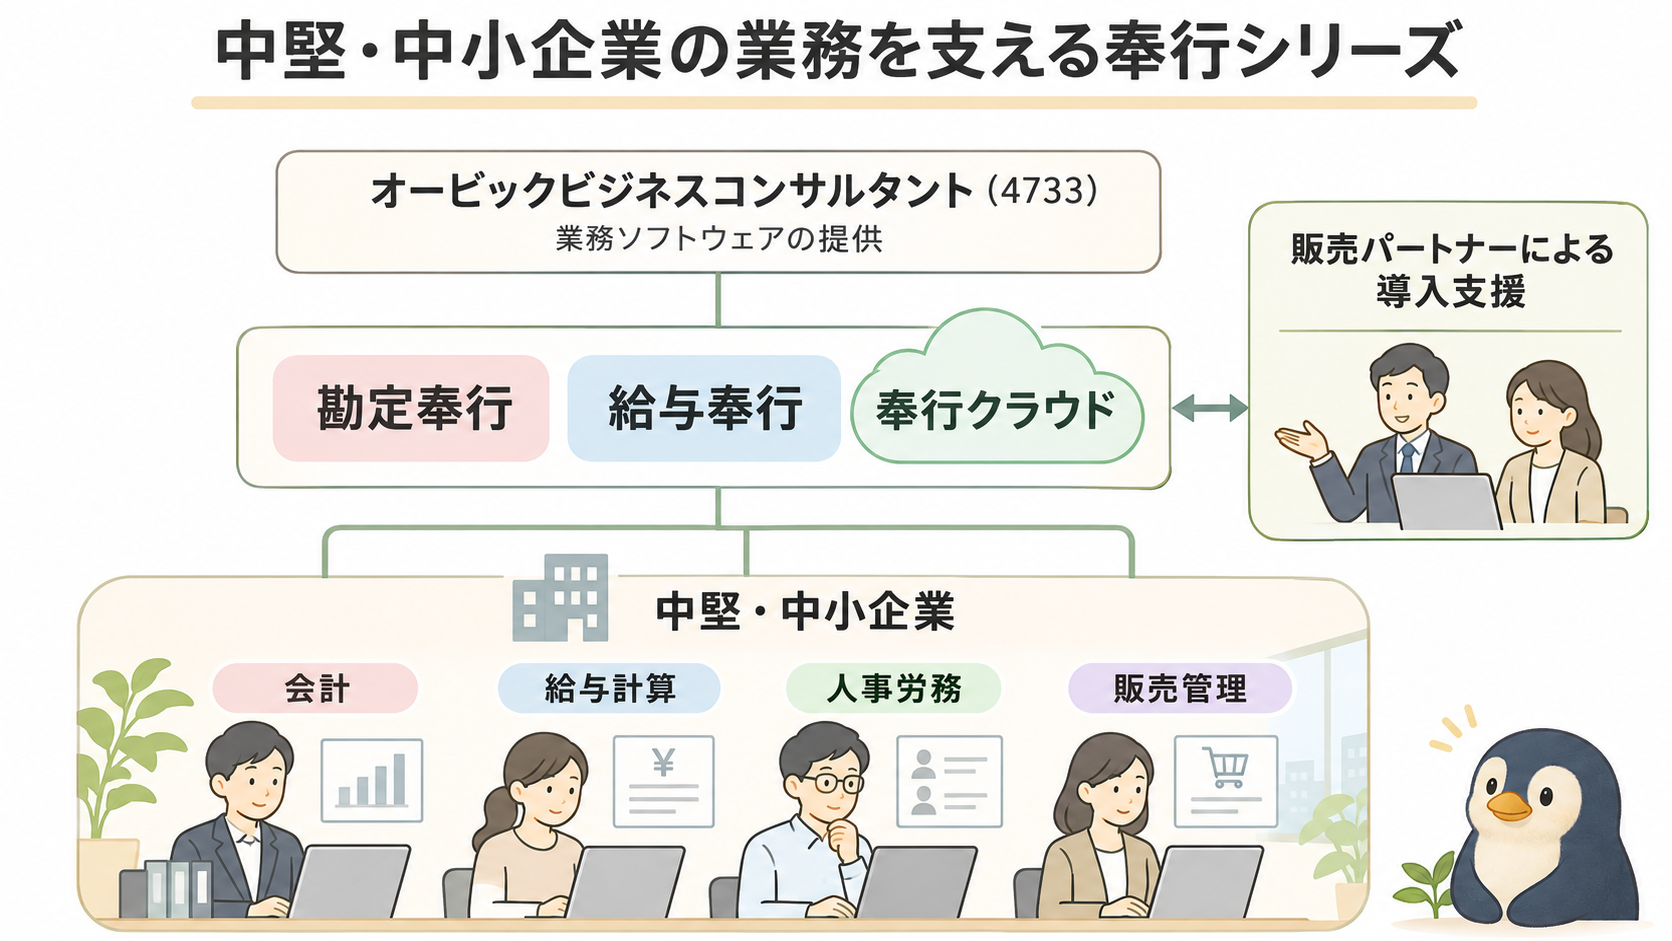 中堅・中小企業の業務を支える奉行シリーズ
オービックビジネスコンサルタント（4733）
業務ソフトウェアの提供
販売パートナーによる
導入支援
勘定奉行
給与奉行
奉行クラウド
中堅・中小企業
会計
給与計算
人事労務
販売管理
¥